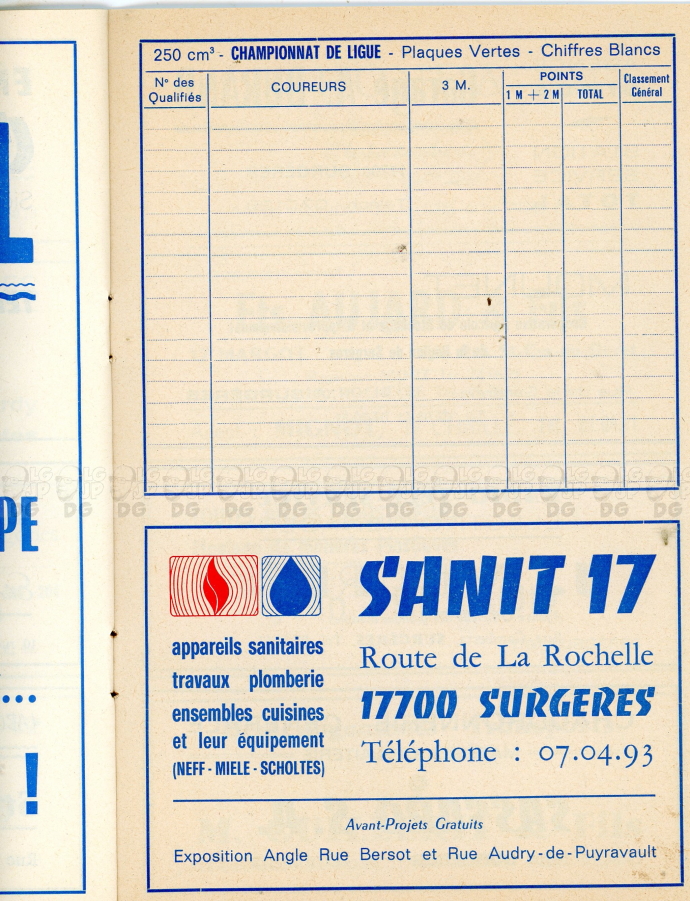 250 cm³ - CHAMPIONNAT DE LIGUE - Plaques Vertes - Chiffres Blancs
N° des Qualifiés
COUREURS
3 M.
POINTS
1 M + 2 M
TOTAL
Classement Général
L
PE
...
!
SANIT 17
appareils sanitaires
travaux plomberie
ensembles cuisines
et leur équipement
(NEFF - MIELE - SCHOLTES)
Route de La Rochelle
17700 SURGERES
Téléphone : 07.04.93
Avant-Projets Gratuits
Exposition Angle Rue Bersot et Rue Audry-de-Puyravault